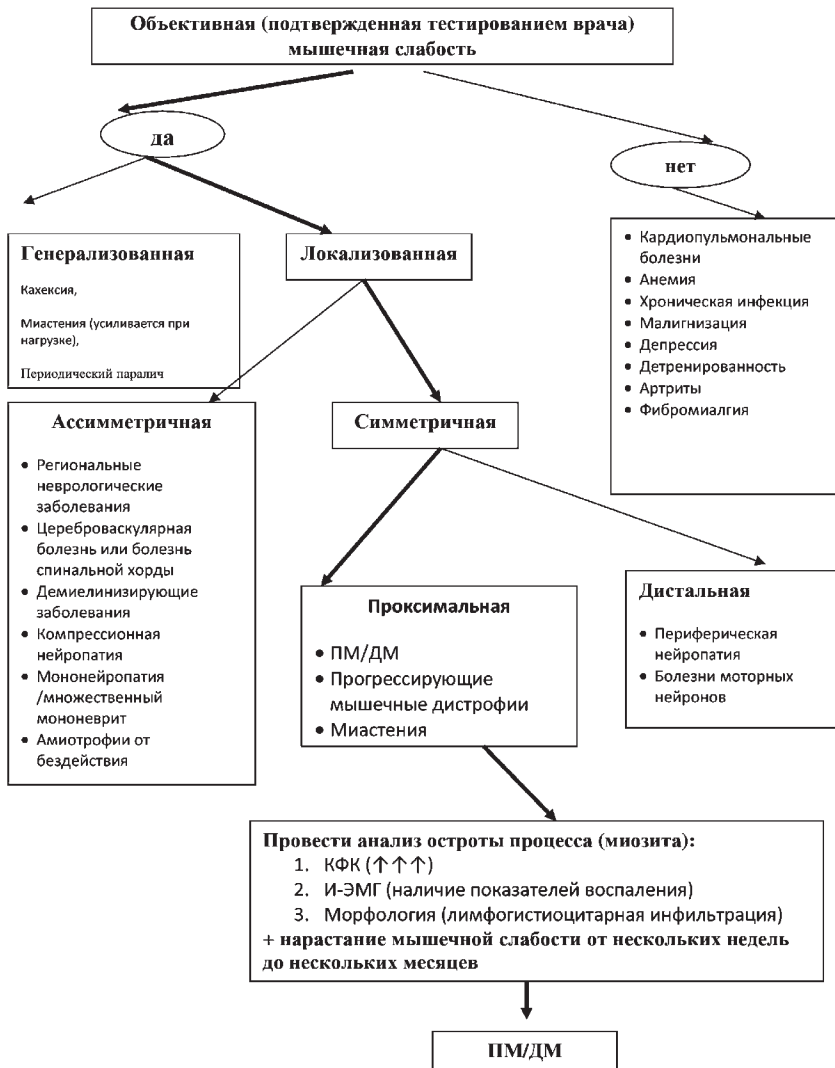 Объективная (подтвержденная тестированием врача)
мышечная слабость
да
нет
Генерализованная
Кахексия,
Миастения (усиливается при
нагрузке),
Периодический паралич
Локализованная
• Кардиопульмональные
болезни
• Анемия
• Хроническая инфекция
• Малигнизация
• Депрессия
• Детренированность
• Артриты
• Фибромиалгия
Ассимметричная
• Региональные
неврологические
заболевания
• Цереброваскулярная
болезнь или болезнь
спинальной хорды
• Демиелинизирующие
заболевания
• Компрессионная
нейропатия
• Мононейропатия
/множественный
мононеврит
• Амиотрофии от
бездействия
Симметричная
Проксимальная
• ПМ/ДМ
• Прогрессирующие
мышечные дистрофии
• Миастения
Дистальная
• Периферическая
нейропатия
• Болезни моторных
нейронов
Провести анализ остроты процесса (миозита):
1. КФК (↑↑↑)
2. И-ЭМГ (наличие показателей воспаления)
3. Морфология (лимфогистиоцитарная инфильтрация)
+ нарастание мышечной слабости от нескольких недель
до нескольких месяцев
ПМ/ДМ